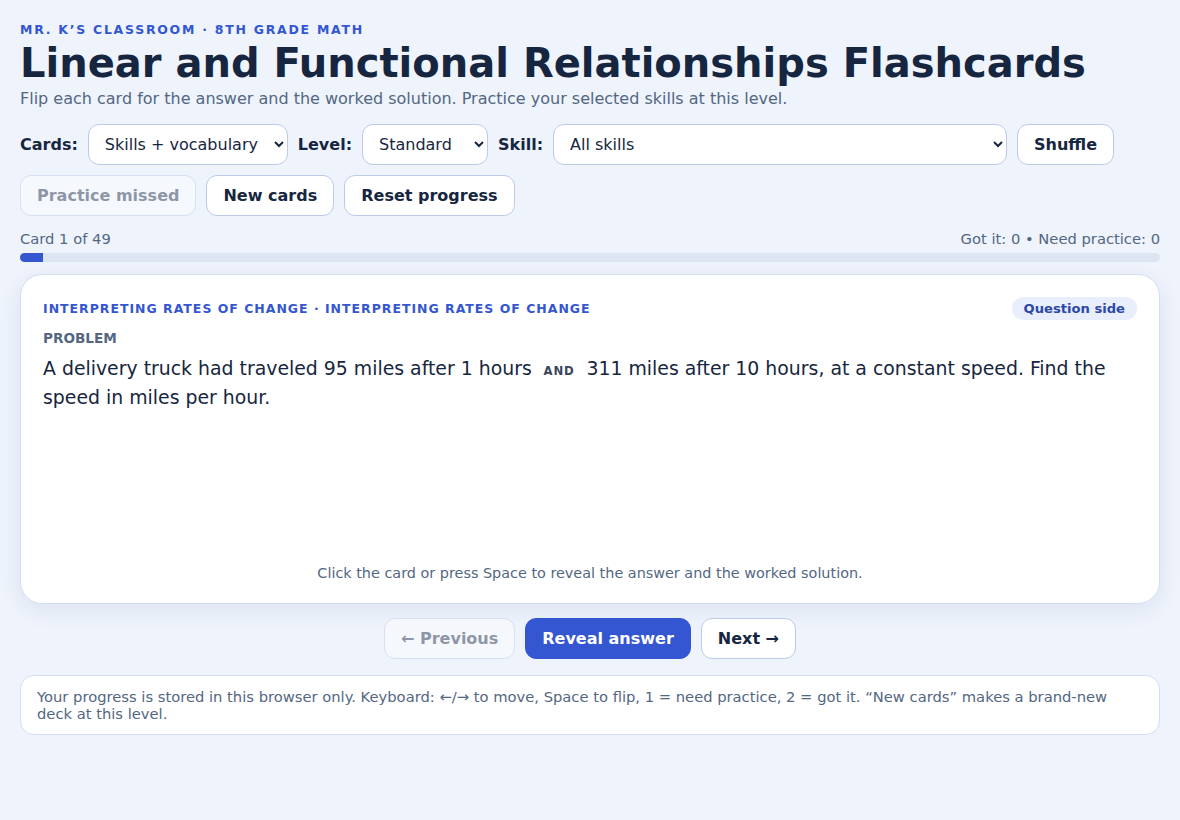 MR. K'S CLASSROOM · 8TH GRADE MATH
Linear and Functional Relationships Flashcards
Flip each card for the answer and the worked solution. Practice your selected skills at this level.
Cards: Skills + vocabulary Level: Standard Skill: All skills Shuffle
Practice missed New cards Reset progress
Card 1 of 49 Got it: 0 • Need practice: 0
INTERPRETING RATES OF CHANGE · INTERPRETING RATES OF CHANGE Question side
PROBLEM
A delivery truck had traveled 95 miles after 1 hours AND 311 miles after 10 hours, at a constant speed. Find the
speed in miles per hour.
Click the card or press Space to reveal the answer and the worked solution.
← Previous Reveal answer Next →
Your progress is stored in this browser only. Keyboard: ←/→ to move, Space to flip, 1 = need practice, 2 = got it. “New cards” makes a brand-new
deck at this level.